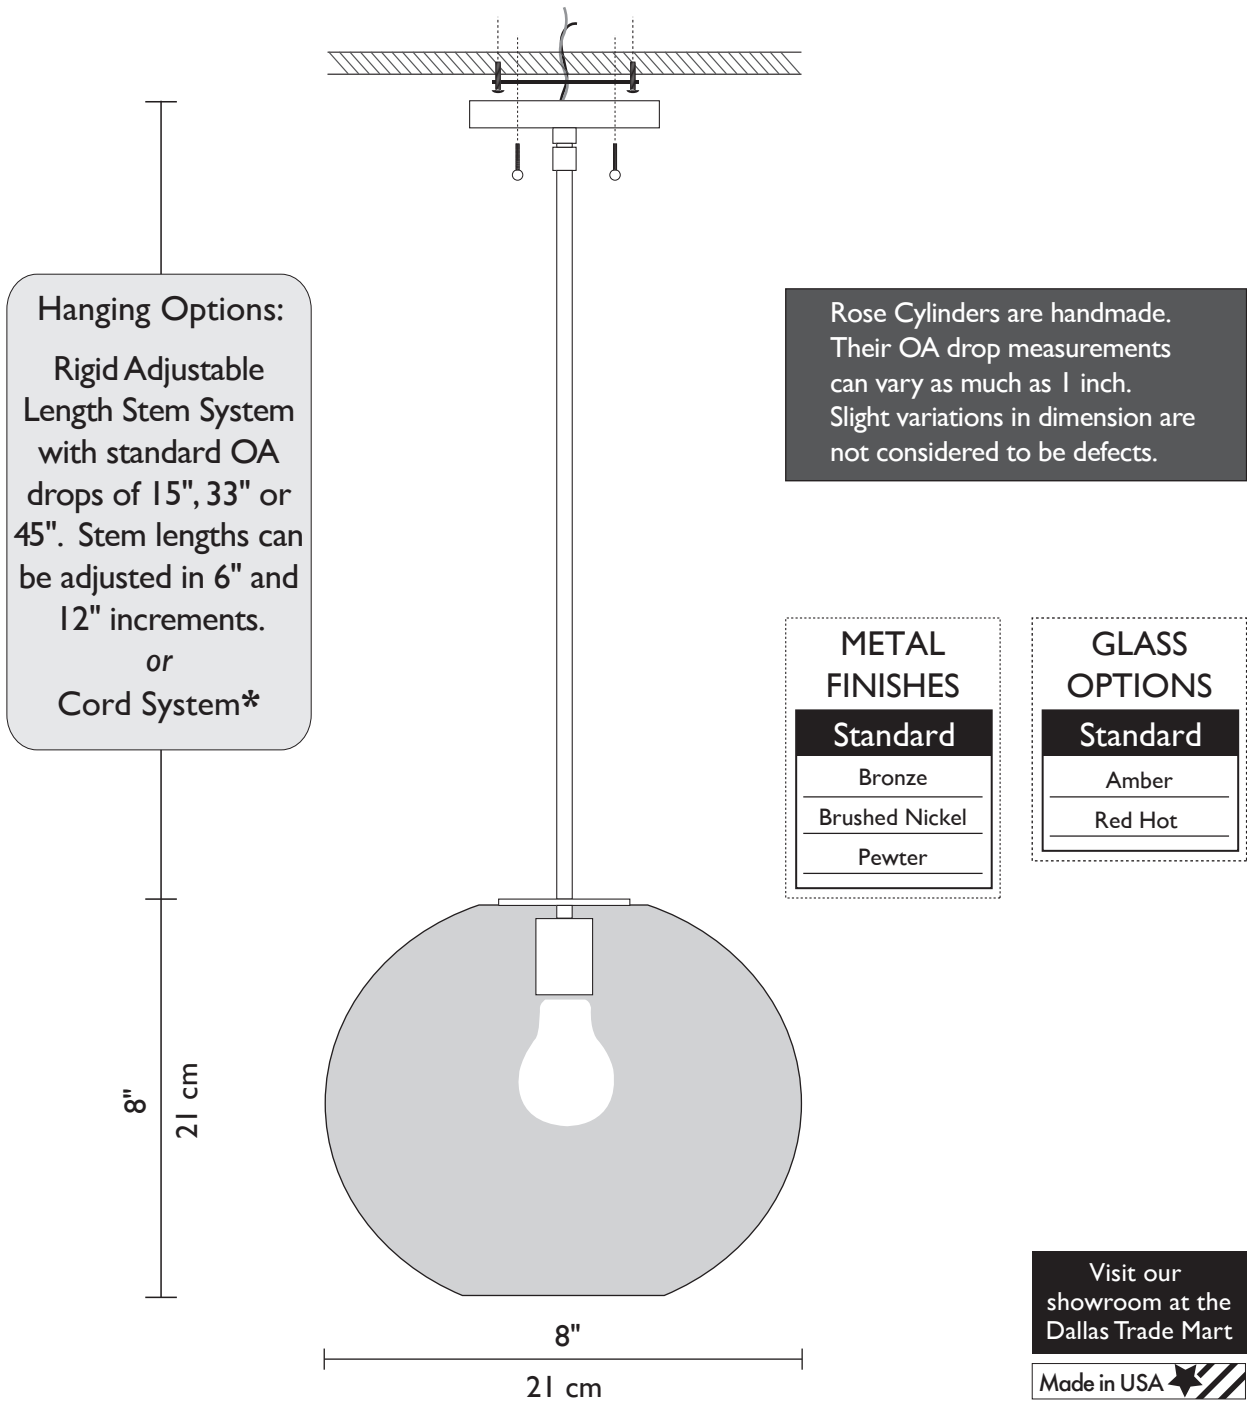 Hanging Options:
Rigid Adjustable
Length Stem System
with standard OA
drops of 15", 33" or
45".  Stem lengths can
be adjusted in 6" and
12" increments.
or
Cord System*
Rose Cylinders are handmade.
Their OA drop measurements
can vary as much as 1 inch.
Slight variations in dimension are
not considered to be defects.
METAL
FINISHES
Standard
Bronze
Brushed Nickel
Pewter
GLASS
OPTIONS
Standard
Amber
Red Hot
8"
21 cm
8"
21 cm
Visit our
showroom at the
Dallas Trade Mart
Made in USA